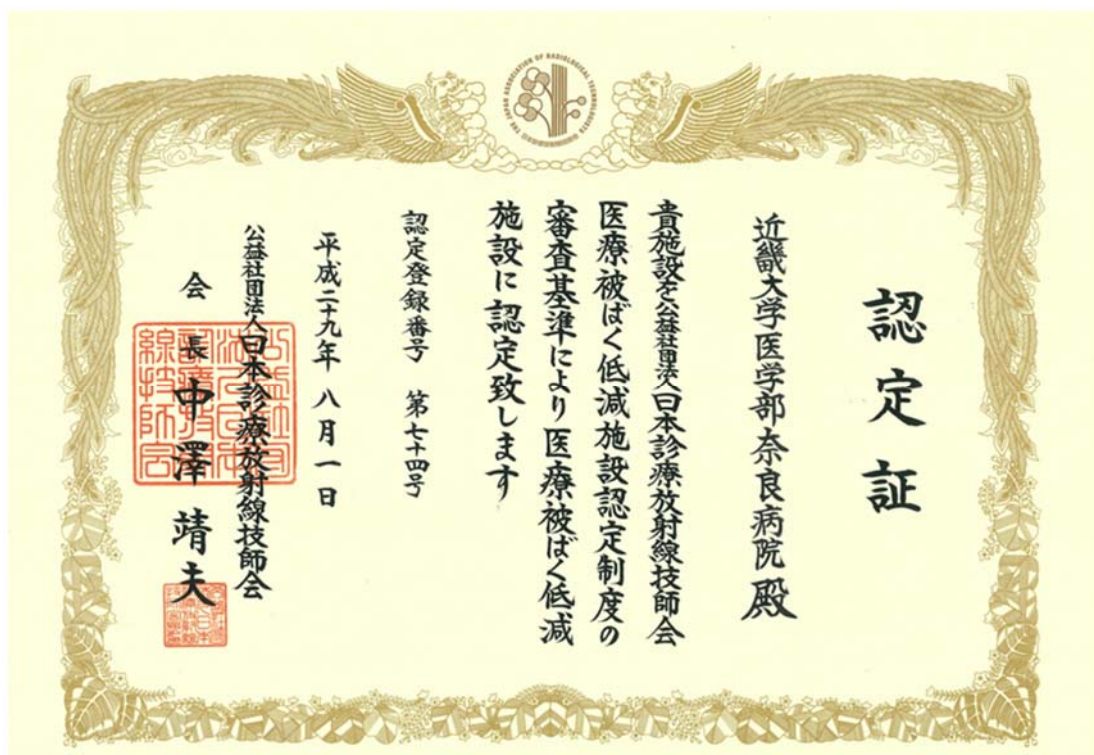 THE JAPAN ASSOCIATION OF RADIOLOGICAL TECHNOLOGISTS
認定証
近畿大学医学部奈良病院 殿
貴施設を公益社団法人日本診療放射線技師会
医療被ばく低減施設認定制度の
審査基準により医療被ばく低減
施設に認定致します
認定登録番号 第七十四号
平成二十九年 八月一日
公益社団法人日本診療放射線技師会
会長 中澤 靖夫